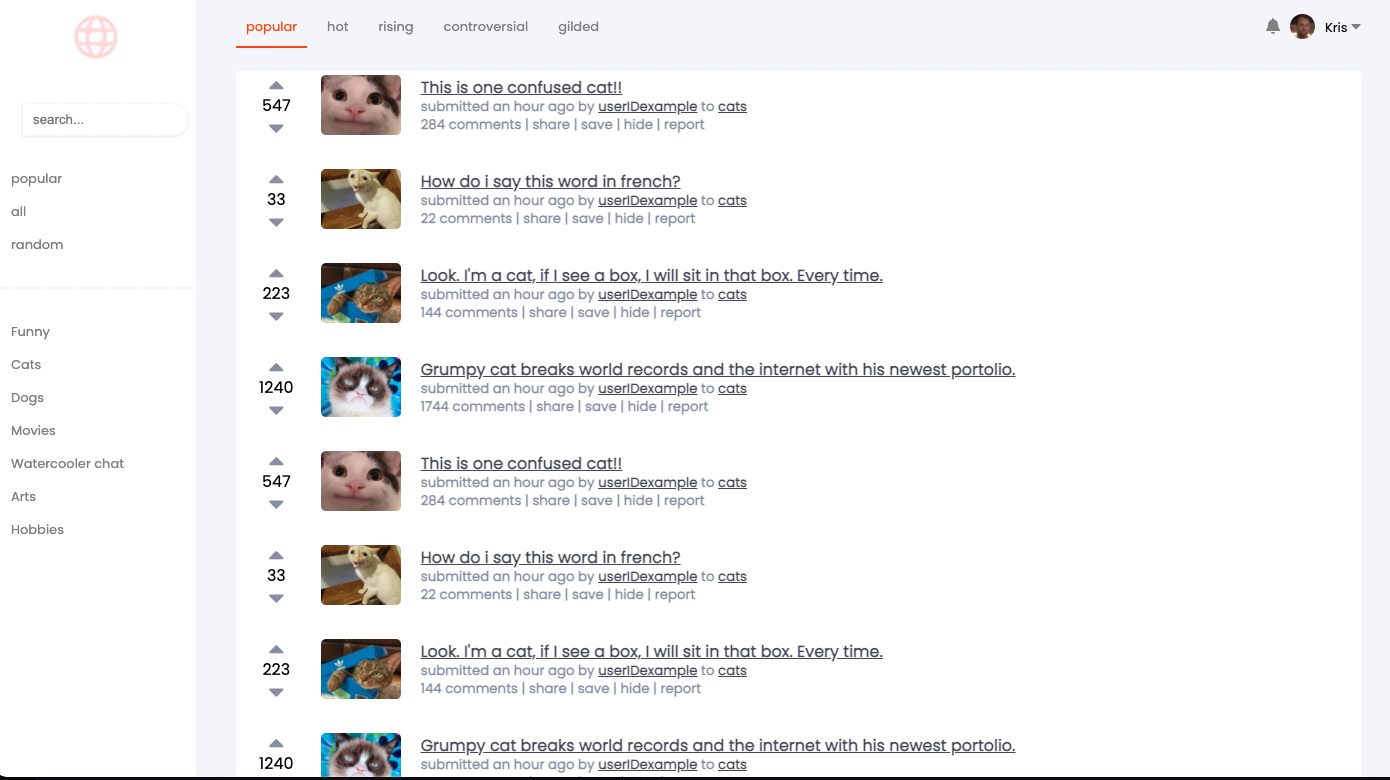 popular hot rising controversial gilded Kris
search...
popular
all
random
Funny
Cats
Dogs
Movies
Watercooler chat
Arts
Hobbies
547
This is one confused cat!!
submitted an hour ago by userIDexample to cats
284 comments | share | save | hide | report
33
How do i say this word in french?
submitted an hour ago by userIDexample to cats
22 comments | share | save | hide | report
223
Look. I'm a cat, if I see a box, I will sit in that box. Every time.
submitted an hour ago by userIDexample to cats
144 comments | share | save | hide | report
1240
Grumpy cat breaks world records and the internet with his newest portolio.
submitted an hour ago by userIDexample to cats
1744 comments | share | save | hide | report
547
This is one confused cat!!
submitted an hour ago by userIDexample to cats
284 comments | share | save | hide | report
33
How do i say this word in french?
submitted an hour ago by userIDexample to cats
22 comments | share | save | hide | report
223
Look. I'm a cat, if I see a box, I will sit in that box. Every time.
submitted an hour ago by userIDexample to cats
144 comments | share | save | hide | report
1240
Grumpy cat breaks world records and the internet with his newest portolio.
submitted an hour ago by userIDexample to cats